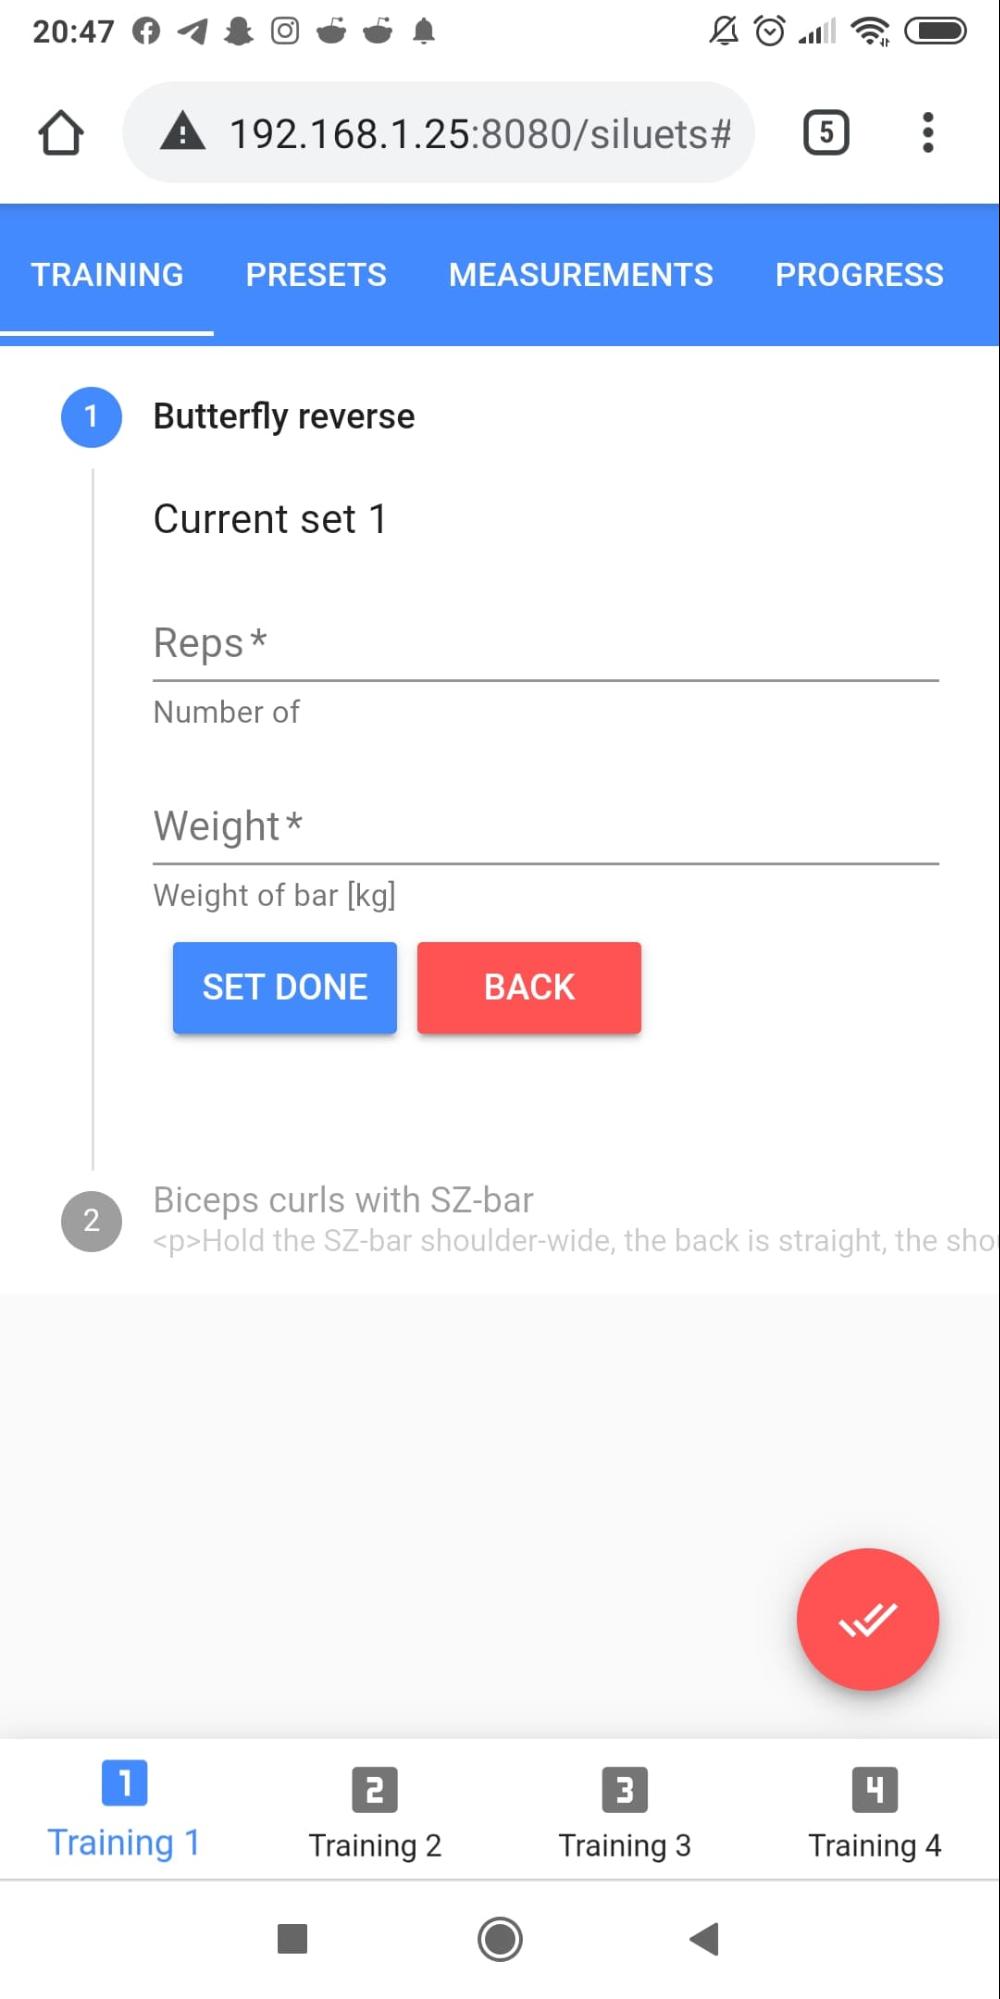 20:47
192.168.1.25:8080/siluets#
5
TRAINING PRESETS MEASUREMENTS PROGRESS
1 Butterfly reverse
Current set 1
Reps *
Number of
Weight *
Weight of bar [kg]
SET DONE BACK
2 Biceps curls with SZ-bar
<p>Hold the SZ-bar shoulder-wide, the back is straight, the sho
1 2 3 4
Training 1 Training 2 Training 3 Training 4